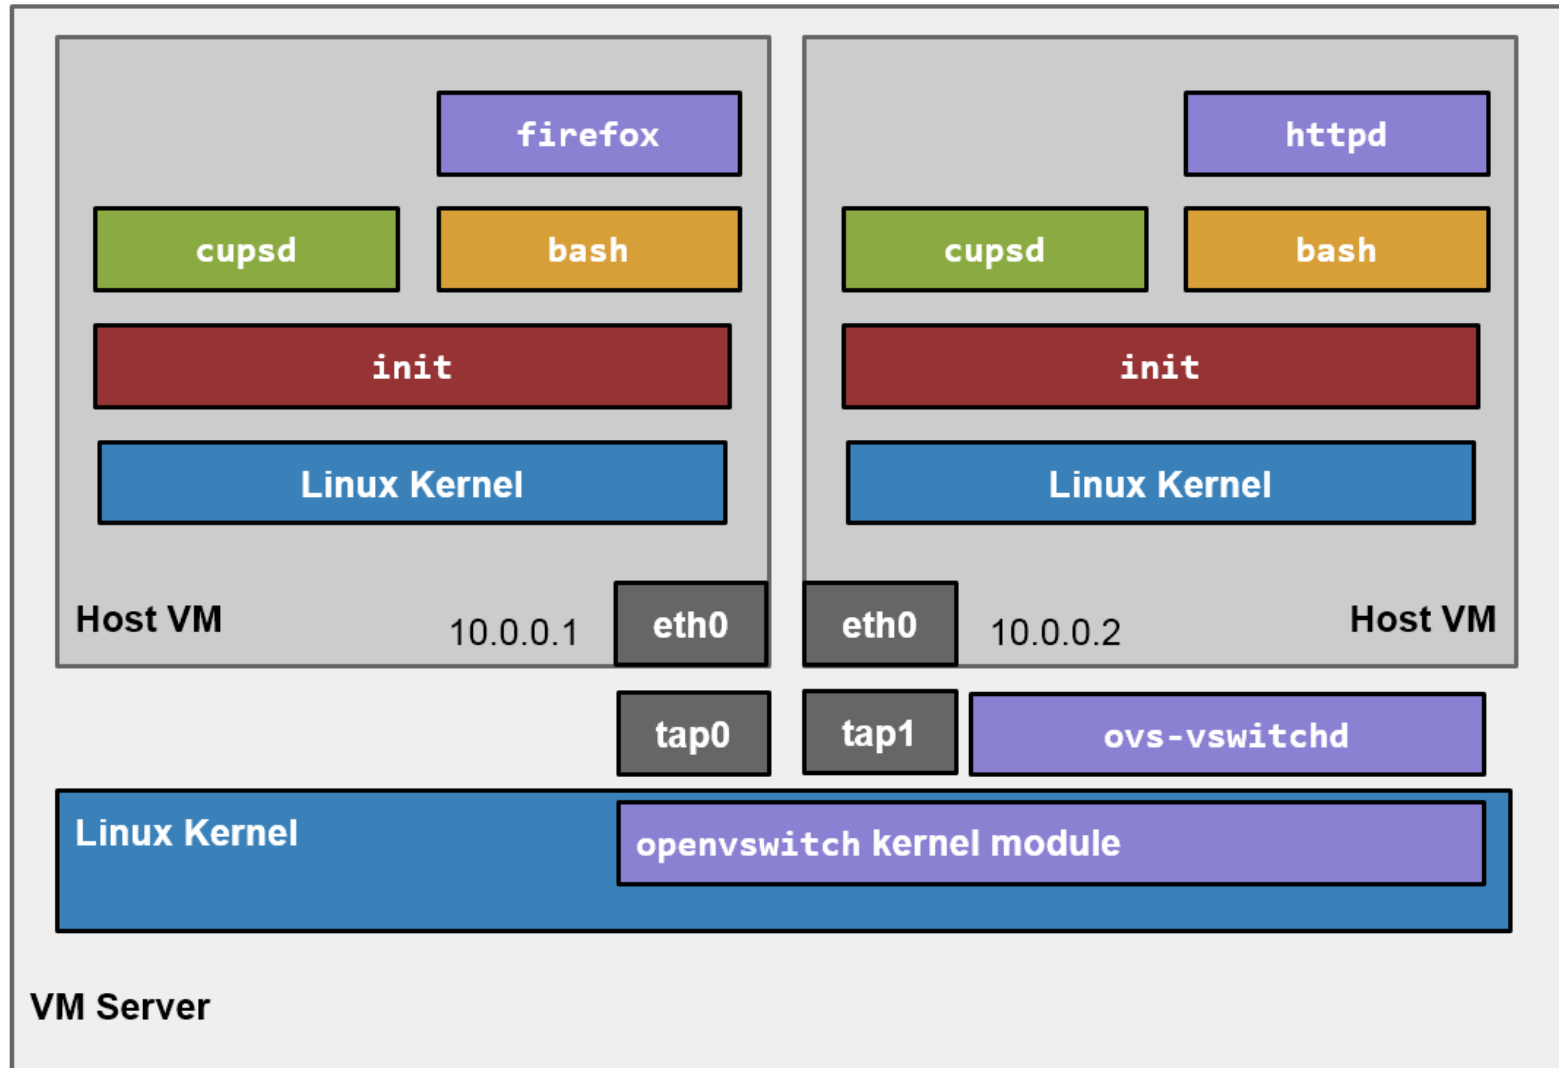 firefox
cupsd
bash
init
Linux Kernel
Host VM
10.0.0.1
eth0
httpd
cupsd
bash
init
Linux Kernel
eth0
10.0.0.2
Host VM
tap0
tap1
ovs-vswitchd
Linux Kernel
openvswitch kernel module
VM Server